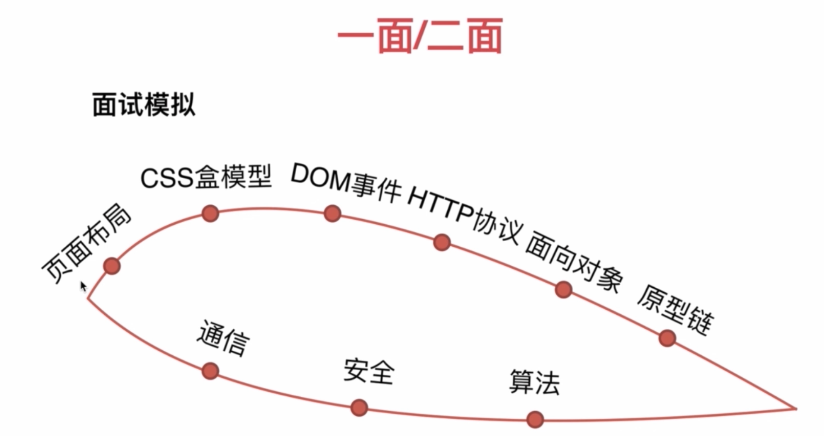 一面/二面
面试模拟
页面布局
CSS盒模型
DOM事件
HTTP协议
面向对象
原型链
通信
安全
算法